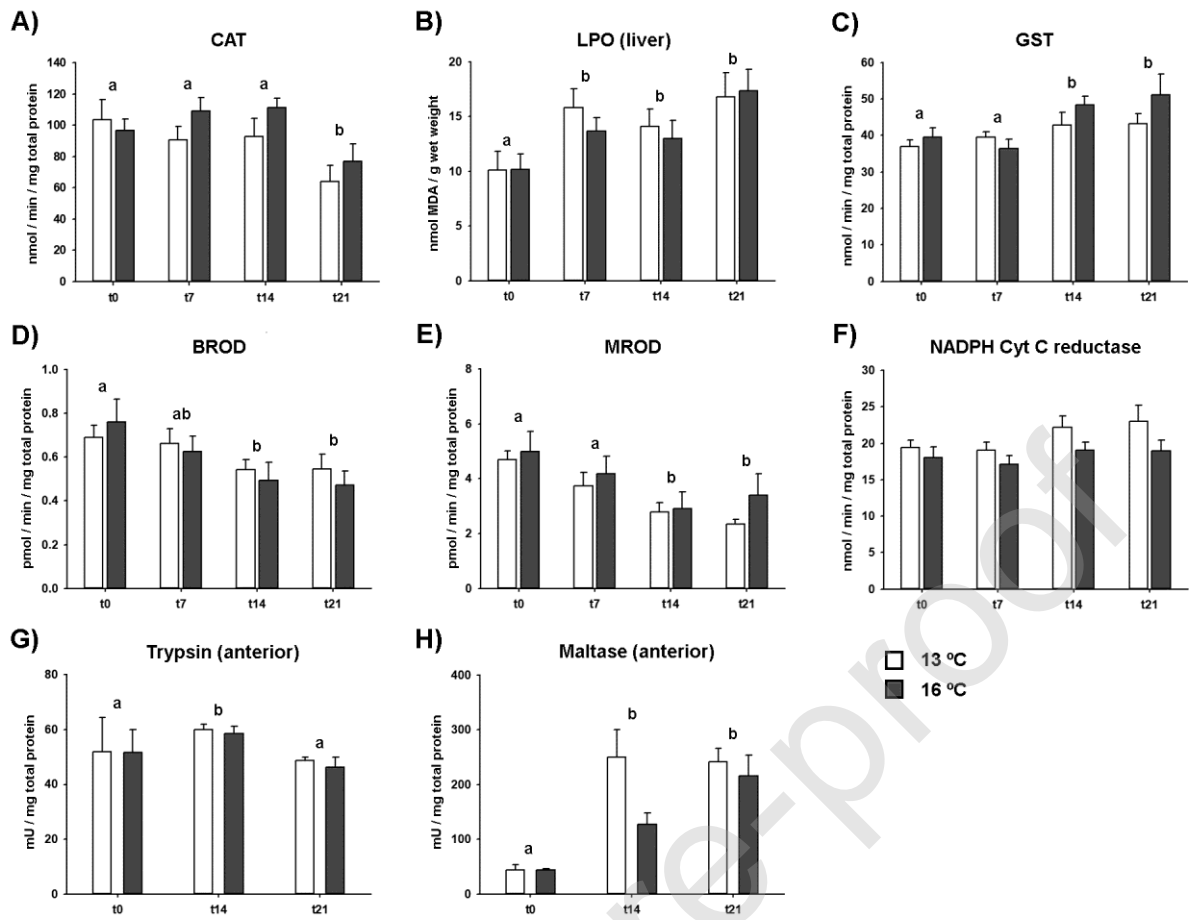 A)
CAT
nmol / min / mg total protein
140
120
100
80
60
40
20
0
a
a
a
b
t0
t7
t14
t21
B)
LPO (liver)
nmol MDA / g wet weight
20
15
10
5
0
a
b
b
b
t0
t7
t14
t21
C)
GST
nmol / min / mg total protein
60
50
40
30
20
10
0
a
a
b
b
t0
t7
t14
t21
D)
BROD
pmol / min / mg total protein
1.0
0.8
0.6
0.4
0.2
0.0
a
ab
b
b
t0
t7
t14
t21
E)
MROD
pmol / min / mg total protein
8
6
4
2
0
a
a
b
b
t0
t7
t14
t21
F)
NADPH Cyt C reductase
nmol / min / mg total protein
30
25
20
15
10
5
0
t0
t7
t14
t21
G)
Trypsin (anterior)
mU / mg total protein
80
60
40
20
0
a
b
a
t0
t14
t21
H)
Maltase (anterior)
mU / mg total protein
400
300
200
100
0
a
b
b
t0
t14
t21
13 ºC
16 ºC
re-proof